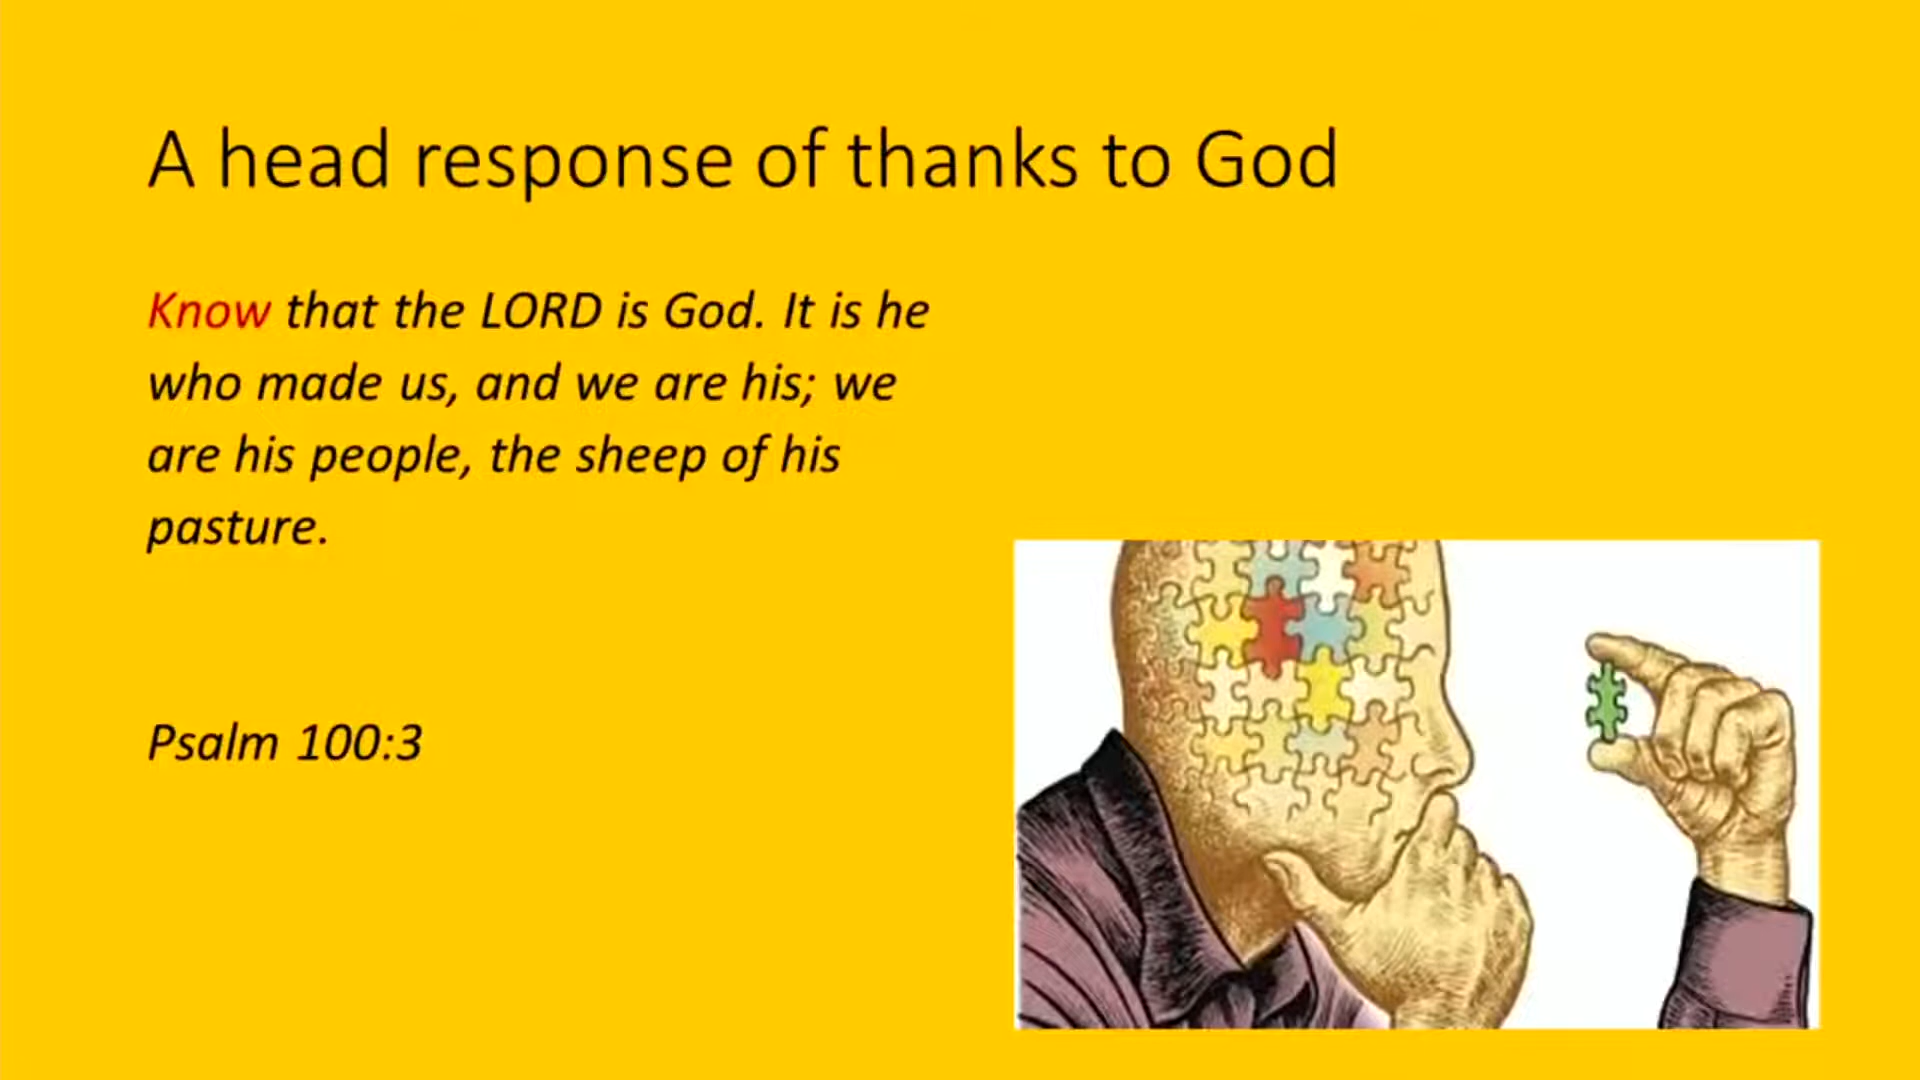 A head response of thanks to God
Know that the LORD is God. It is he
who made us, and we are his; we
are his people, the sheep of his
pasture.
Psalm 100:3